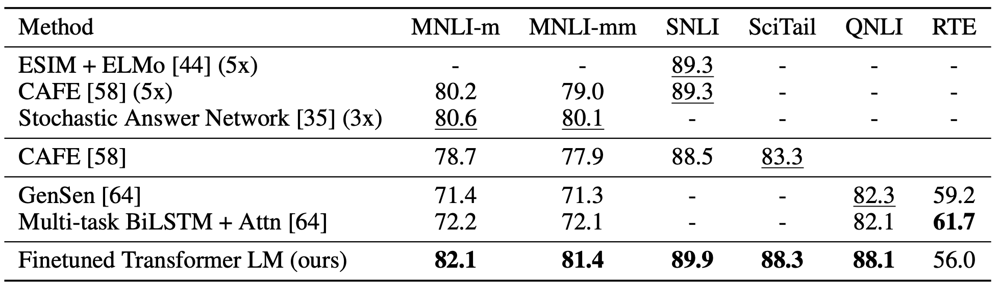 Method MNLI-m MNLI-mm SNLI SciTail QNLI RTE
ESIM + ELMo [44] (5x) - - 89.3 - - -
CAFE [58] (5x) 80.2 79.0 89.3 - - -
Stochastic Answer Network [35] (3x) 80.6 80.1 - - - -
CAFE [58] 78.7 77.9 88.5 83.3
GenSen [64] 71.4 71.3 - - 82.3 59.2
Multi-task BiLSTM + Attn [64] 72.2 72.1 - - 82.1 61.7
Finetuned Transformer LM (ours) 82.1 81.4 89.9 88.3 88.1 56.0